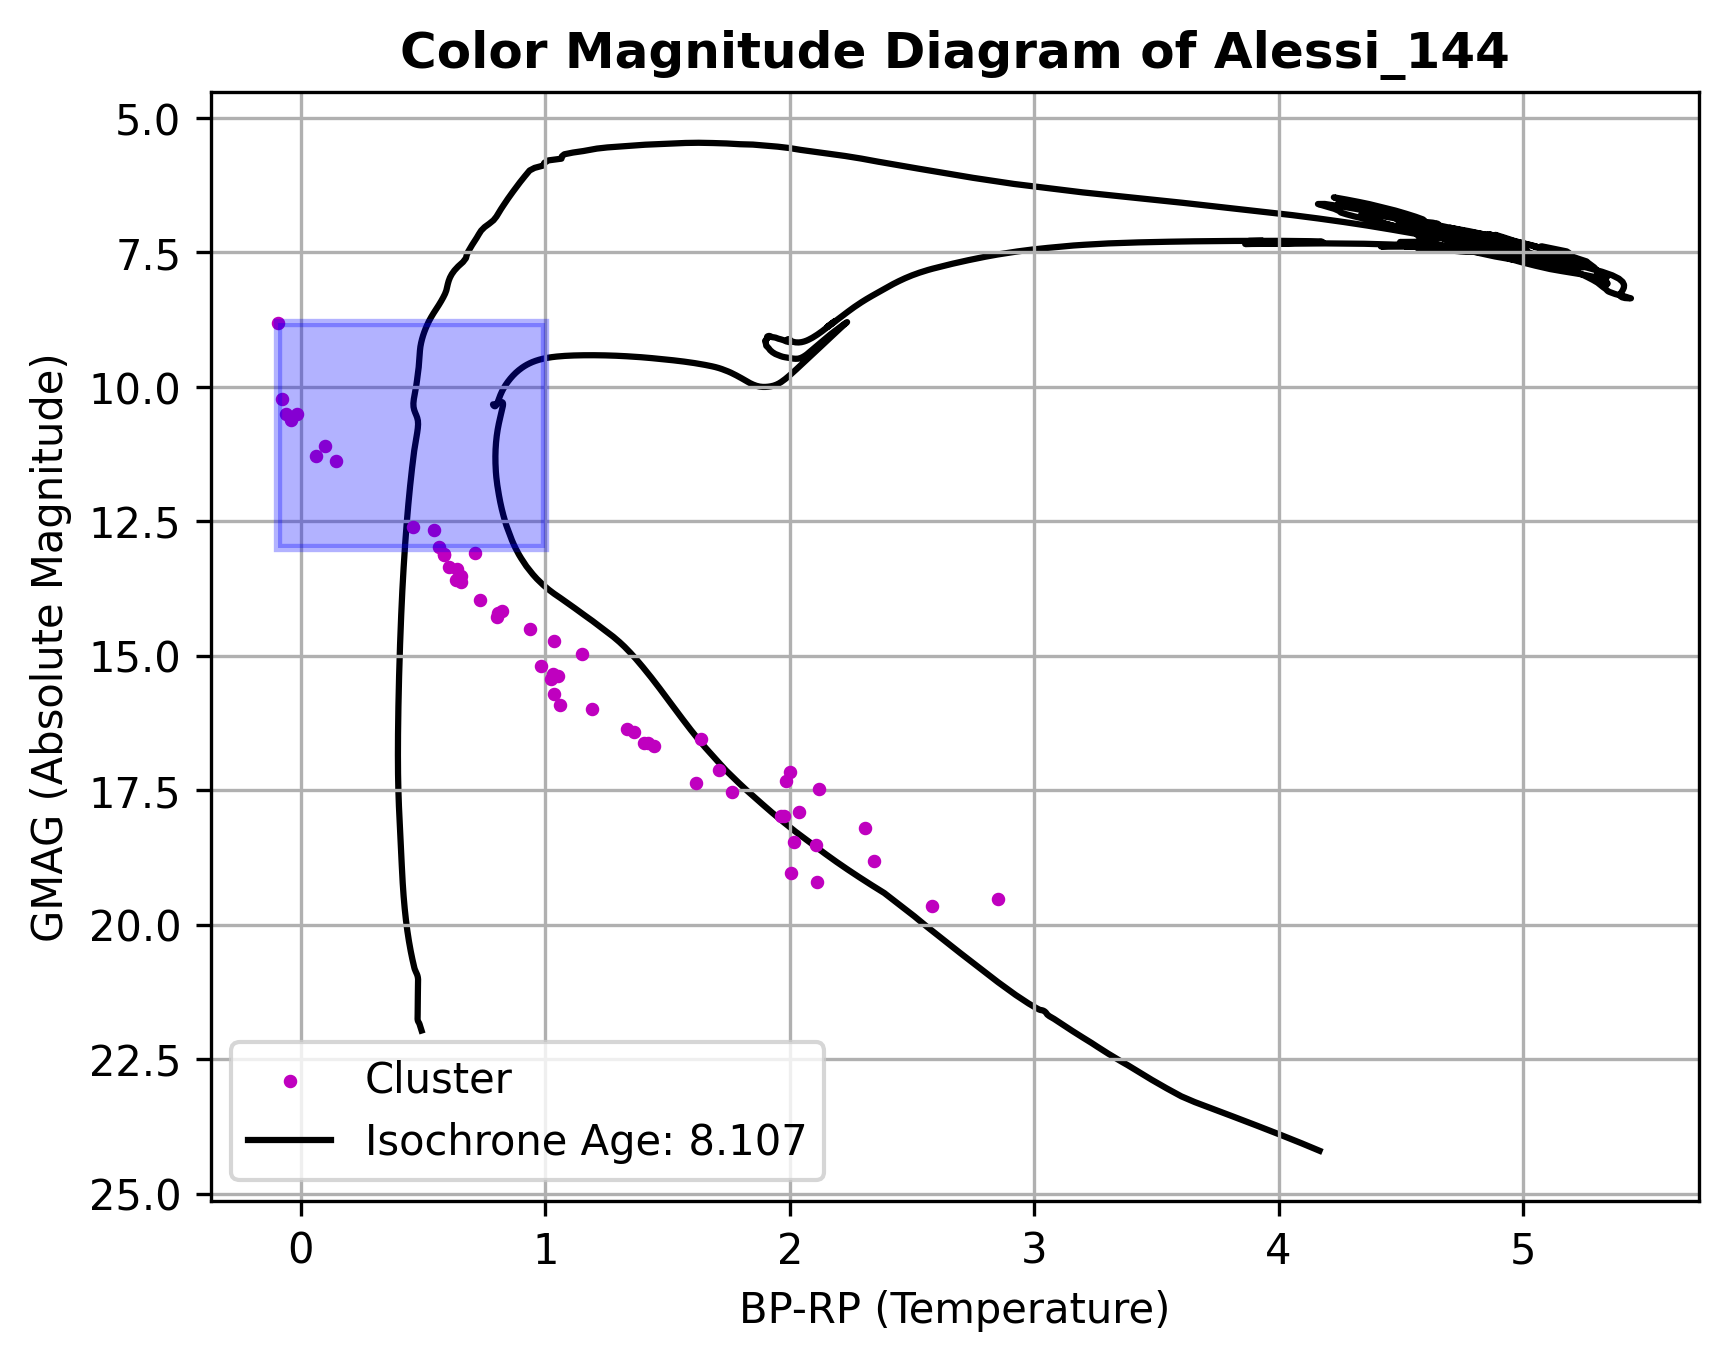 Color Magnitude Diagram of Alessi_144
GMAG (Absolute Magnitude)
5.0
7.5
10.0
12.5
15.0
17.5
20.0
22.5
25.0
Cluster
Isochrone Age: 8.107
0 1 2 3 4 5
BP-RP (Temperature)